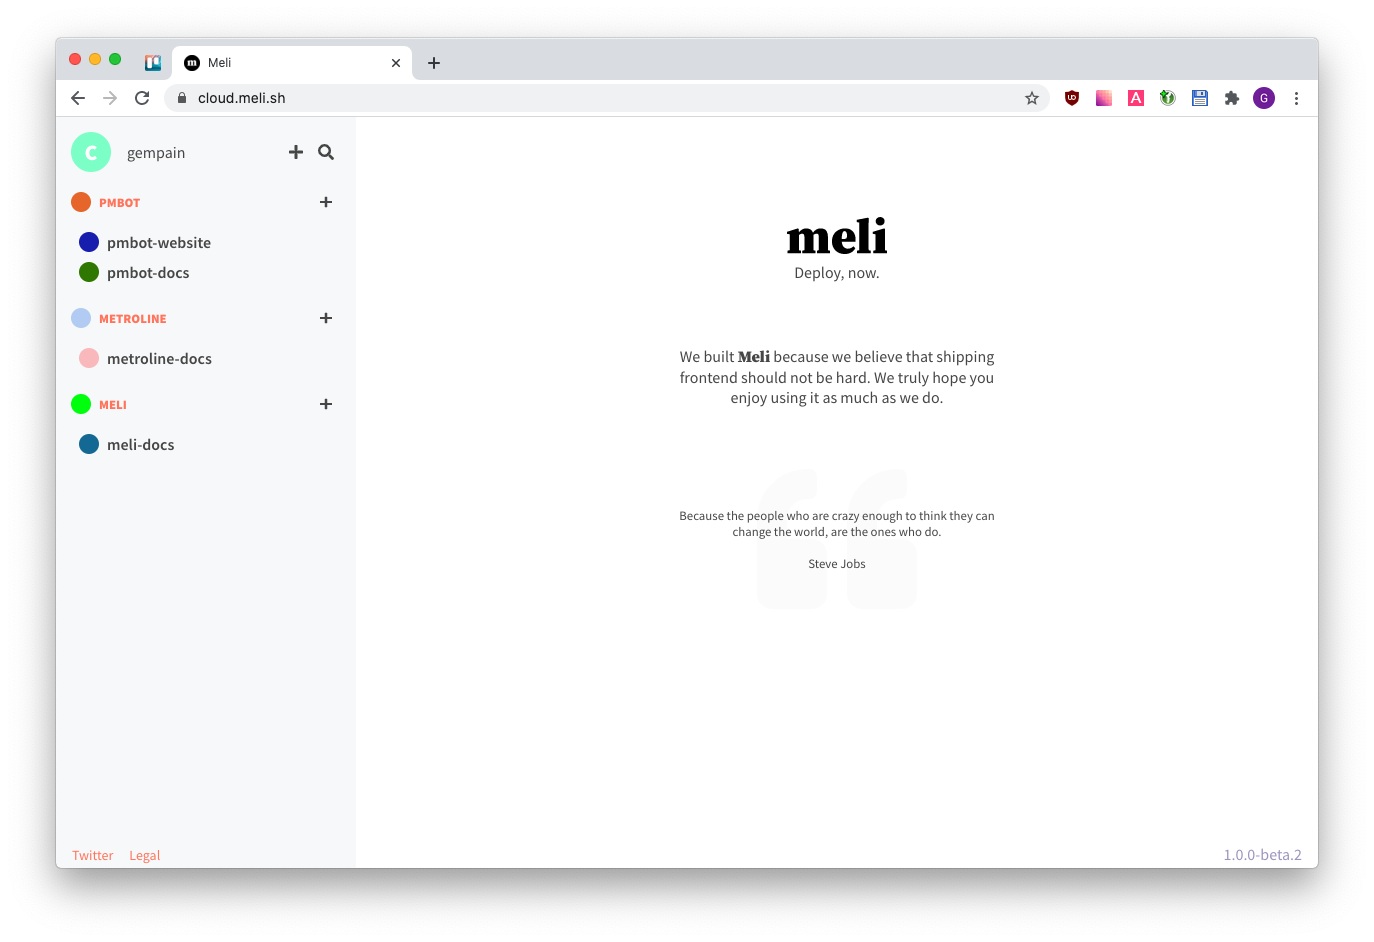 Meli
cloud.meli.sh
G
C
gempain
PMBOT
pmbot-website
pmbot-docs
METROLINE
metroline-docs
MELI
meli-docs
Twitter Legal
meli
Deploy, now.
We built Meli because we believe that shipping
frontend should not be hard. We truly hope you
enjoy using it as much as we do.
Because the people who are crazy enough to think they can
change the world, are the ones who do.
Steve Jobs
1.0.0-beta.2